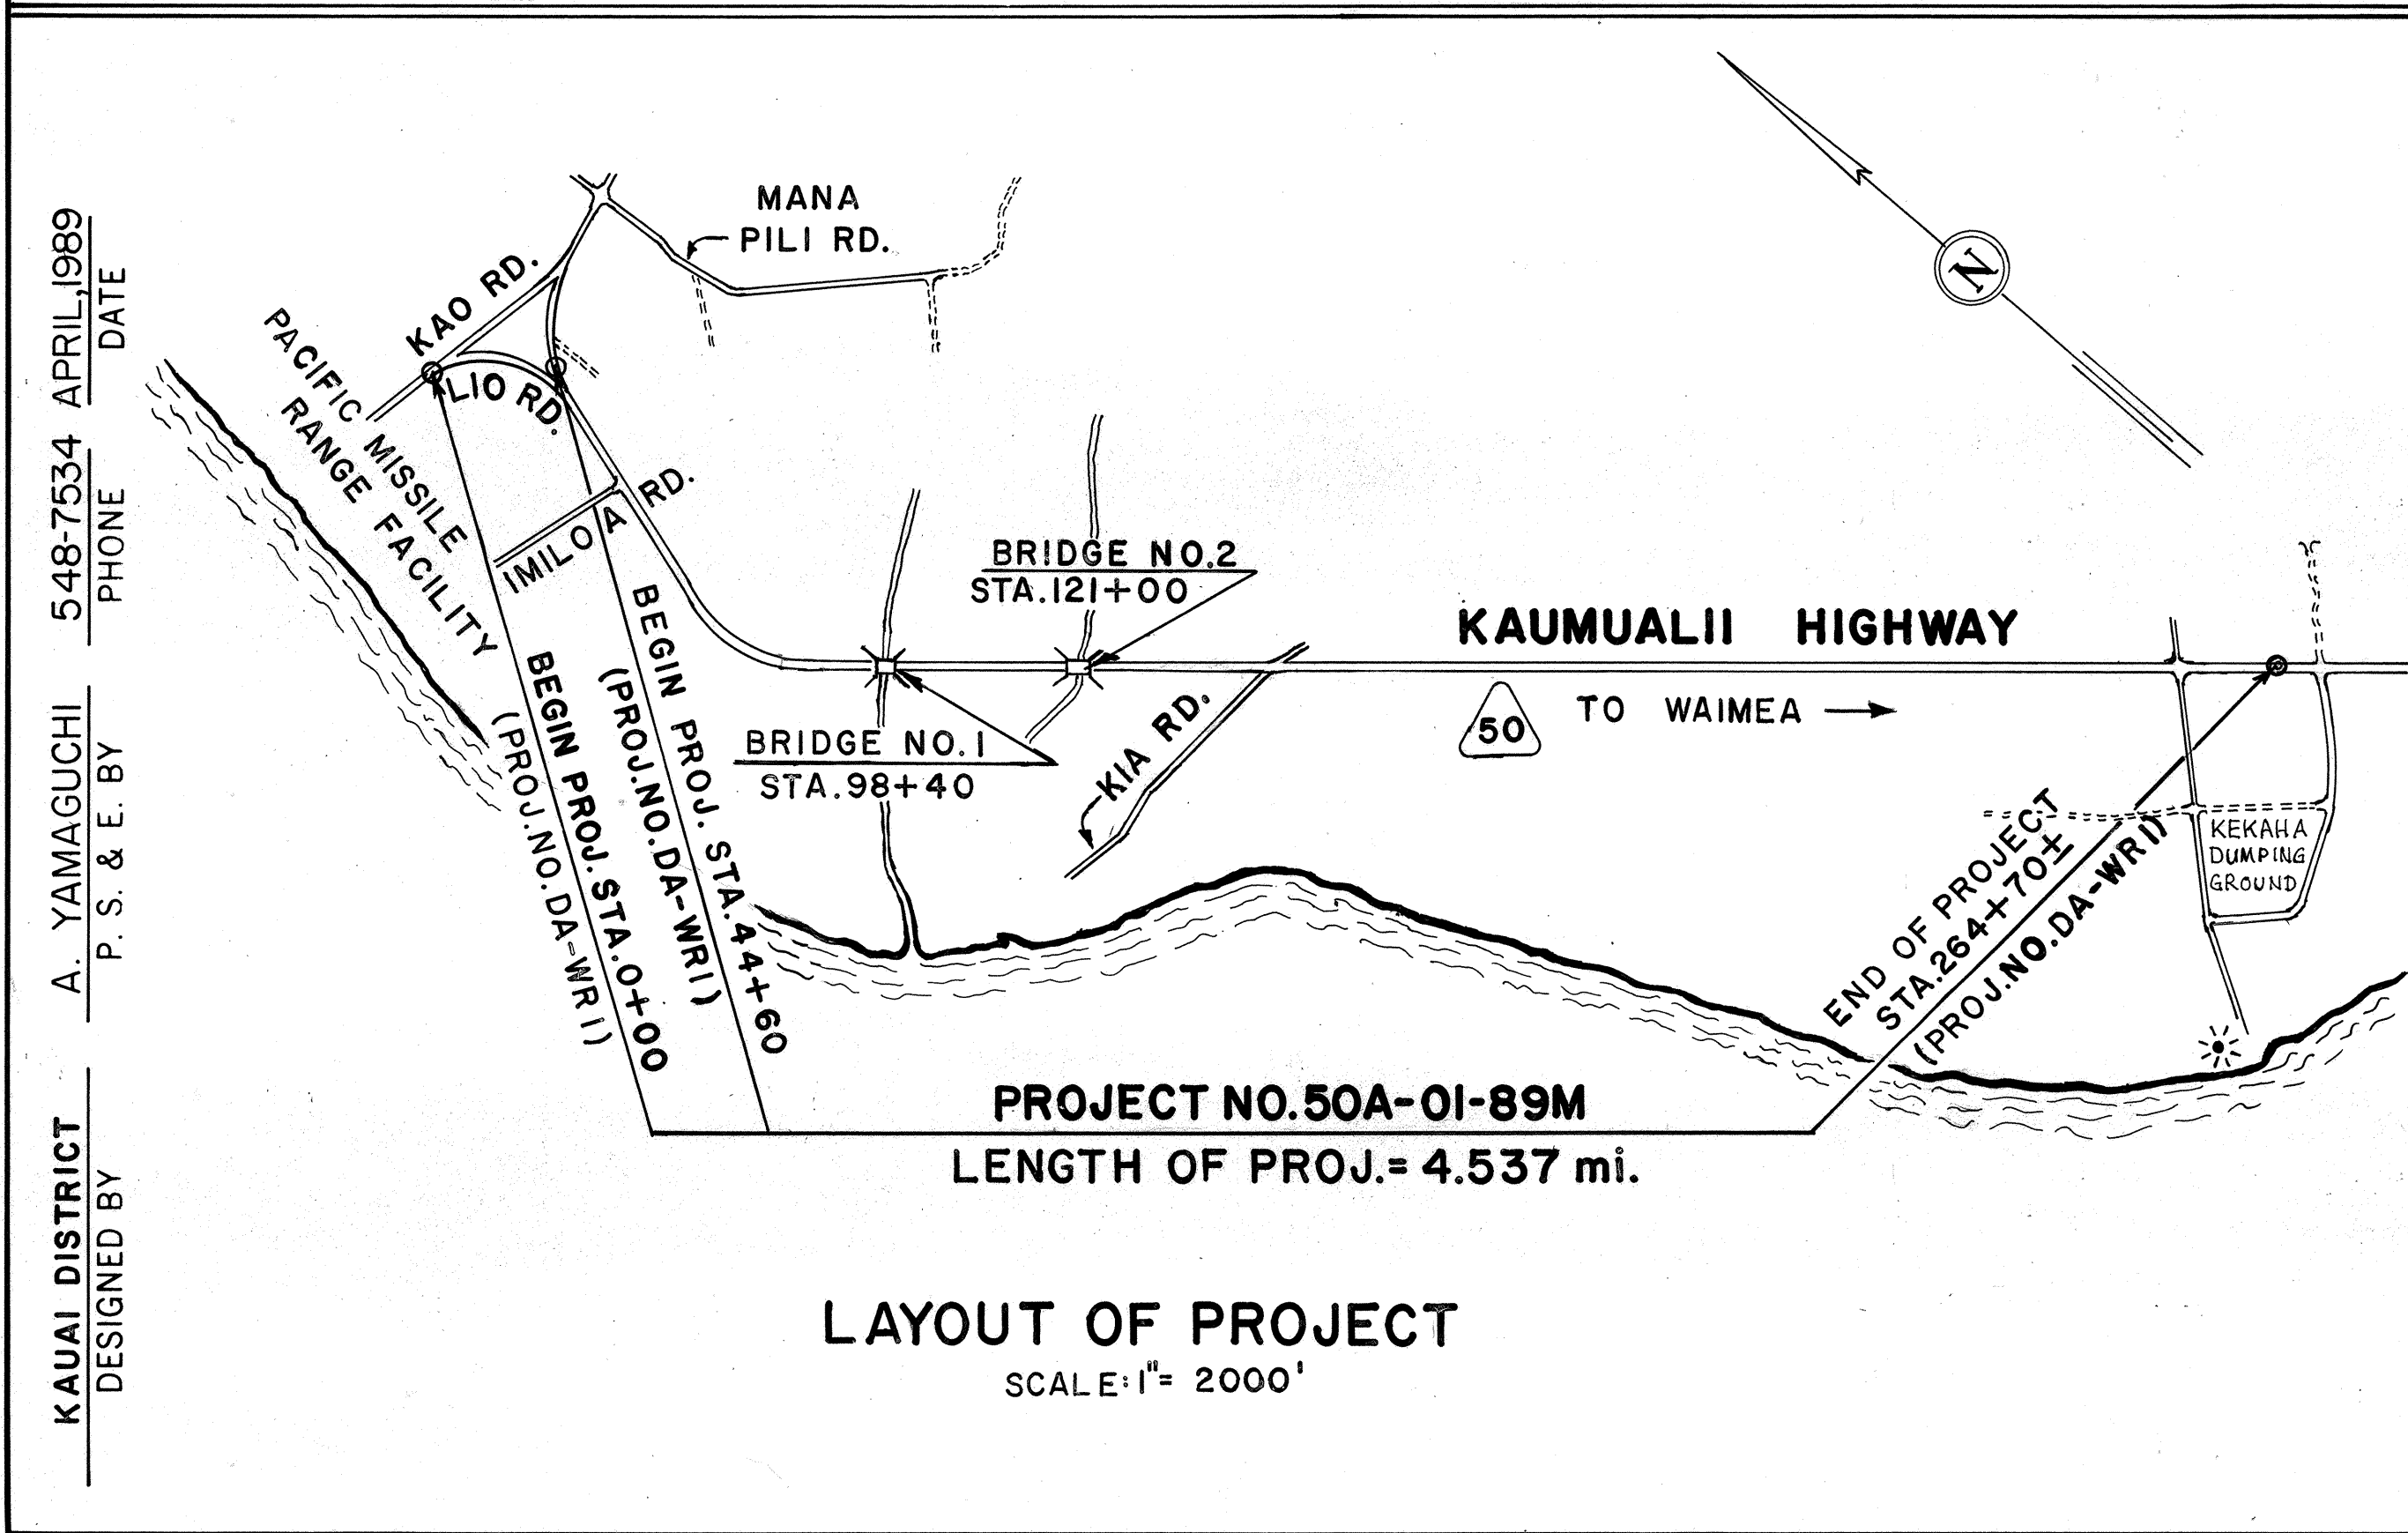 MANA
PILI RD.
KAO RD.
LIO RD.
PACIFIC MISSILE
RANGE FACILITY
IMILOA RD.
N
BRIDGE NO.2
STA.121+00
KAUMUALII HIGHWAY
50
TO WAIMEA
BRIDGE NO.1
STA.98+40
KIA RD.
BEGIN PROJ. STA.0+00
(PROJ.NO.DA-WR1)
BEGIN PROJ. STA.44+60
(PROJ.NO.DA-WR1)
END OF PROJECT
STA.264+70±
(PROJ.NO.DA-WR1)
KEKAHA
DUMPING
GROUND
PROJECT NO.50A-01-89M
LENGTH OF PROJ.= 4.537 mi.
LAYOUT OF PROJECT
SCALE: 1"= 2000'
KAUAI DISTRICT
DESIGNED BY
A. YAMAGUCHI
P. S. & E. BY
548-7534
PHONE
APRIL,1989
DATE